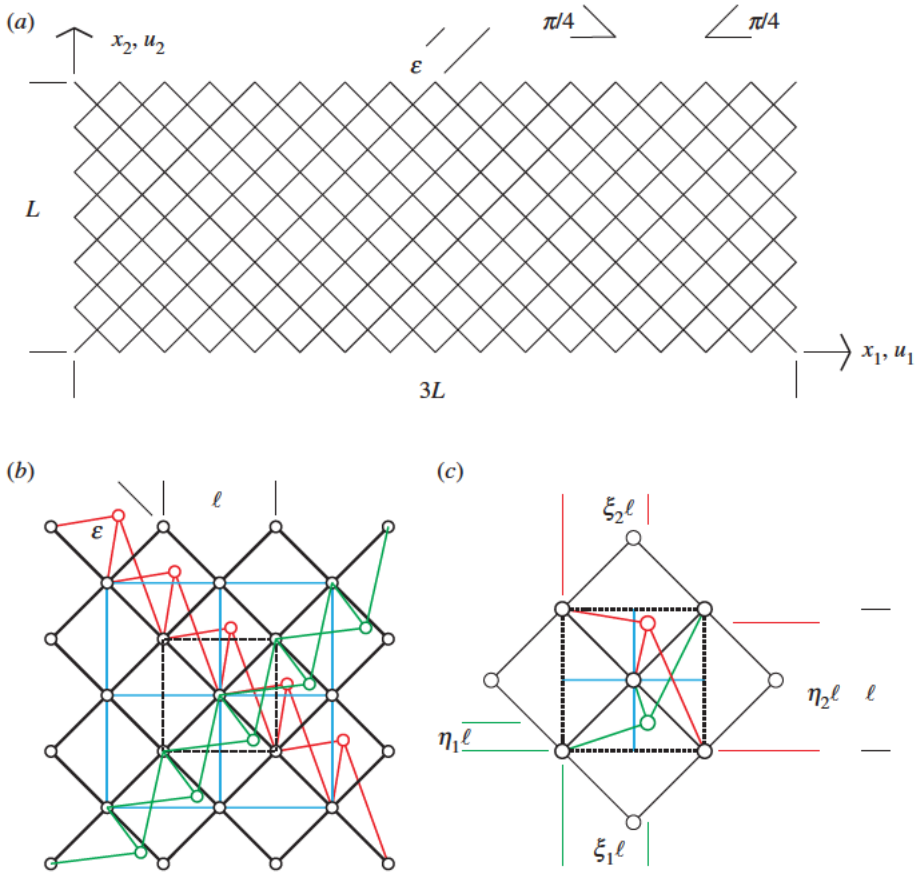 (a)
x₂, u₂
π/4
π/4
ε
L
x₁, u₁
3L
(b)
ℓ
ε
(c)
ξ₂ℓ
η₂ℓ
ℓ
η₁ℓ
ξ₁ℓ